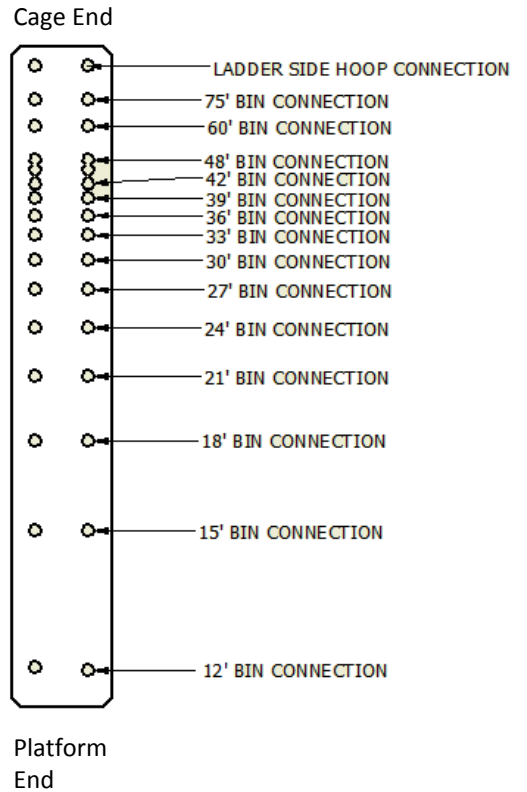 Cage End
LADDER SIDE HOOP CONNECTION
75' BIN CONNECTION
60' BIN CONNECTION
48' BIN CONNECTION
42' BIN CONNECTION
39' BIN CONNECTION
36' BIN CONNECTION
33' BIN CONNECTION
30' BIN CONNECTION
27' BIN CONNECTION
24' BIN CONNECTION
21' BIN CONNECTION
18' BIN CONNECTION
15' BIN CONNECTION
12' BIN CONNECTION
Platform
End